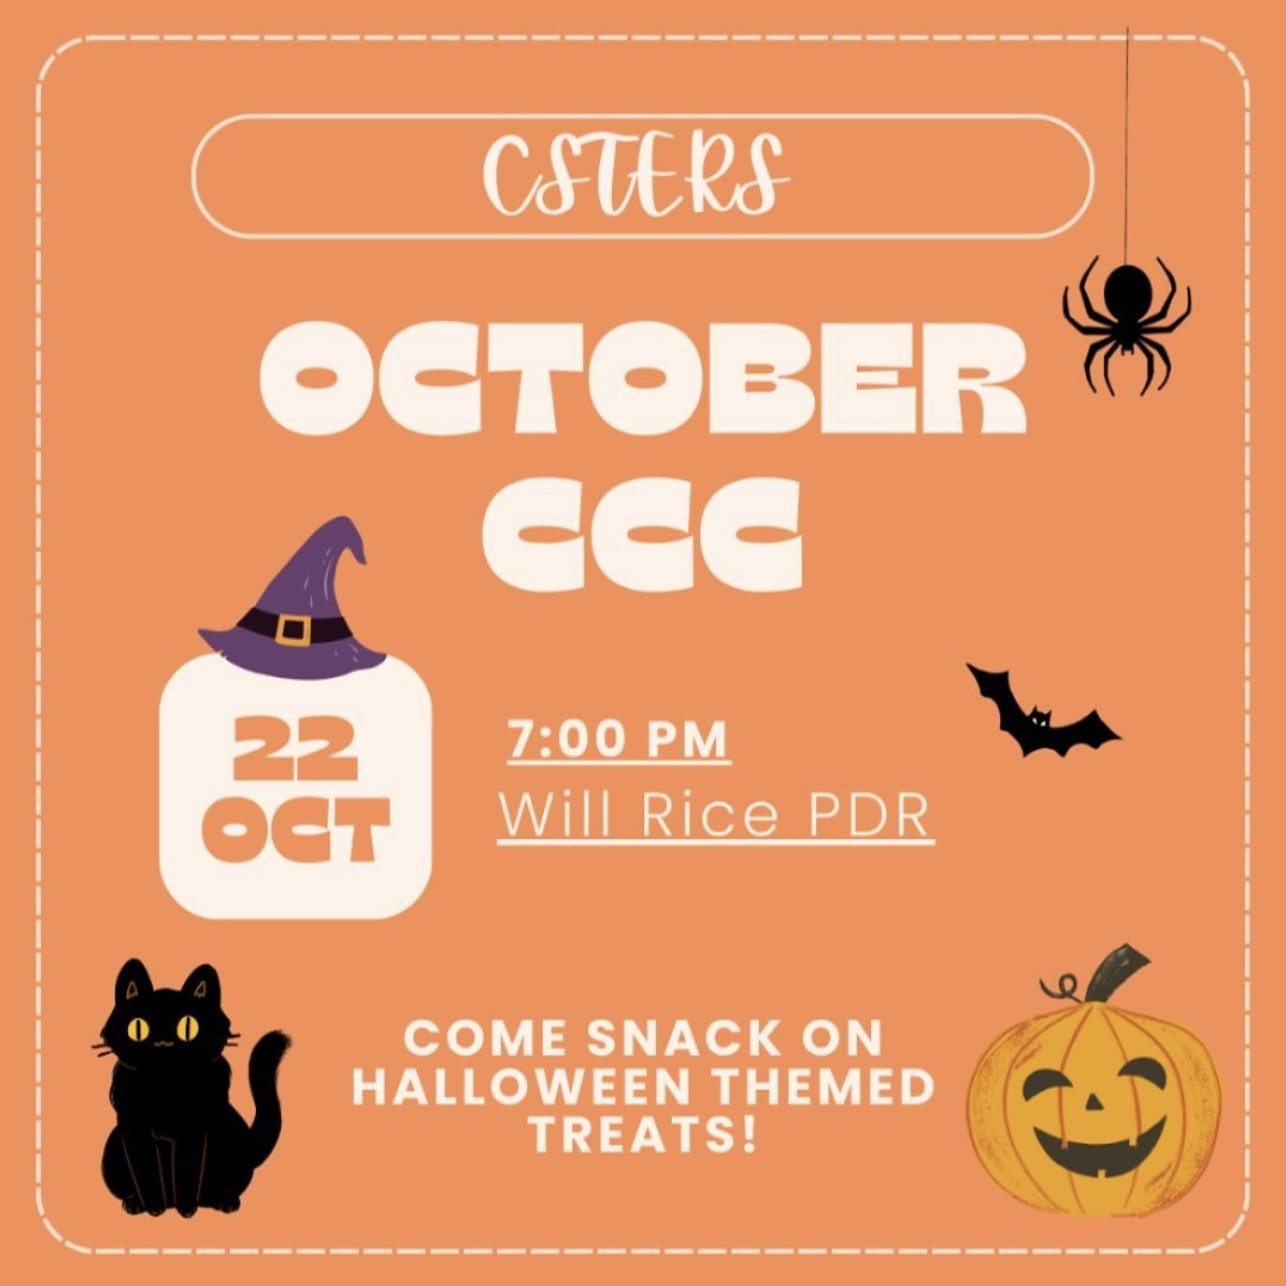 CSTERS
OCTOBER
CCC
22
OCT
7:00 PM
Will Rice PDR
COME SNACK ON
HALLOWEEN THEMED
TREATS!